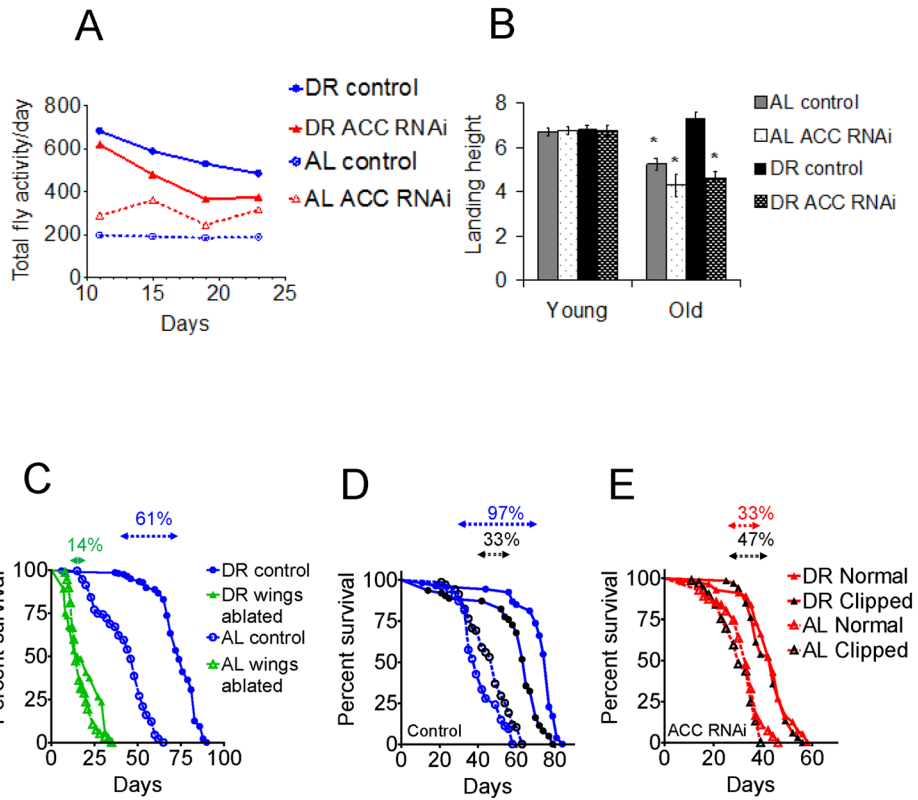 A
B
DR control
DR ACC RNAi
AL control
AL ACC RNAi
Total fly activity/day
800
600
400
200
0
10
15
20
25
Days
AL control
AL ACC RNAi
DR control
DR ACC RNAi
Landing height
8
6
4
2
0
*
*
*
Young
Old
C
D
E
61%
14%
DR control
DR wings
ablated
AL control
AL wings
ablated
100
75
50
25
0
0
25
50
75
100
Days
97%
33%
Percent survival
100
75
50
25
0
Control
0
20
40
60
80
Days
33%
47%
DR Normal
DR Clipped
AL Normal
AL Clipped
Percent survival
100
75
50
25
0
ACC RNAi
0
20
40
60
Days